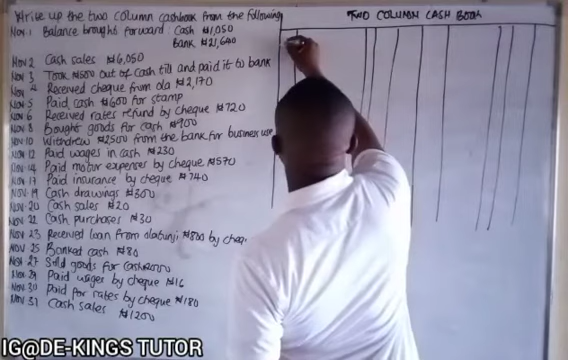 Write up the two column cashbook from the following
Nov. 1 Balance brought forward: Cash ₦1,050
Bank ₦21,640
Nov 2 Cash sales ₦6,050
Nov 3 Took ₦500 out of cash till and paid it to bank
Nov 4 Received cheque from ola ₦2,170
Nov 5 Paid cash ₦600 for stamp
Nov 6 Received rates refund by cheque ₦720
Nov 8 Bought goods for cash ₦900
Nov 10 Withdrew ₦2500 from the bank for business use
Nov 12 Paid wages in cash ₦230
Nov 14 Paid motor expenses by cheque ₦570
Nov 17 Paid insurance by cheque ₦740
Nov 19 Cash drawings ₦300
Nov 20 Cash sales ₦20
Nov 22 Cash purchases ₦30
Nov 23 Received loan from olatunji ₦800 by cheq.
Nov 25 Banked cash ₦80
Nov 27 Sold goods for cash
Nov 29 Paid wages by cheque ₦16
Nov 30 Paid for rates by cheque ₦180
Nov 31 Cash sales ₦1200
TWO COLUMN CASH BOOK
IG@DE-KINGS TUTOR